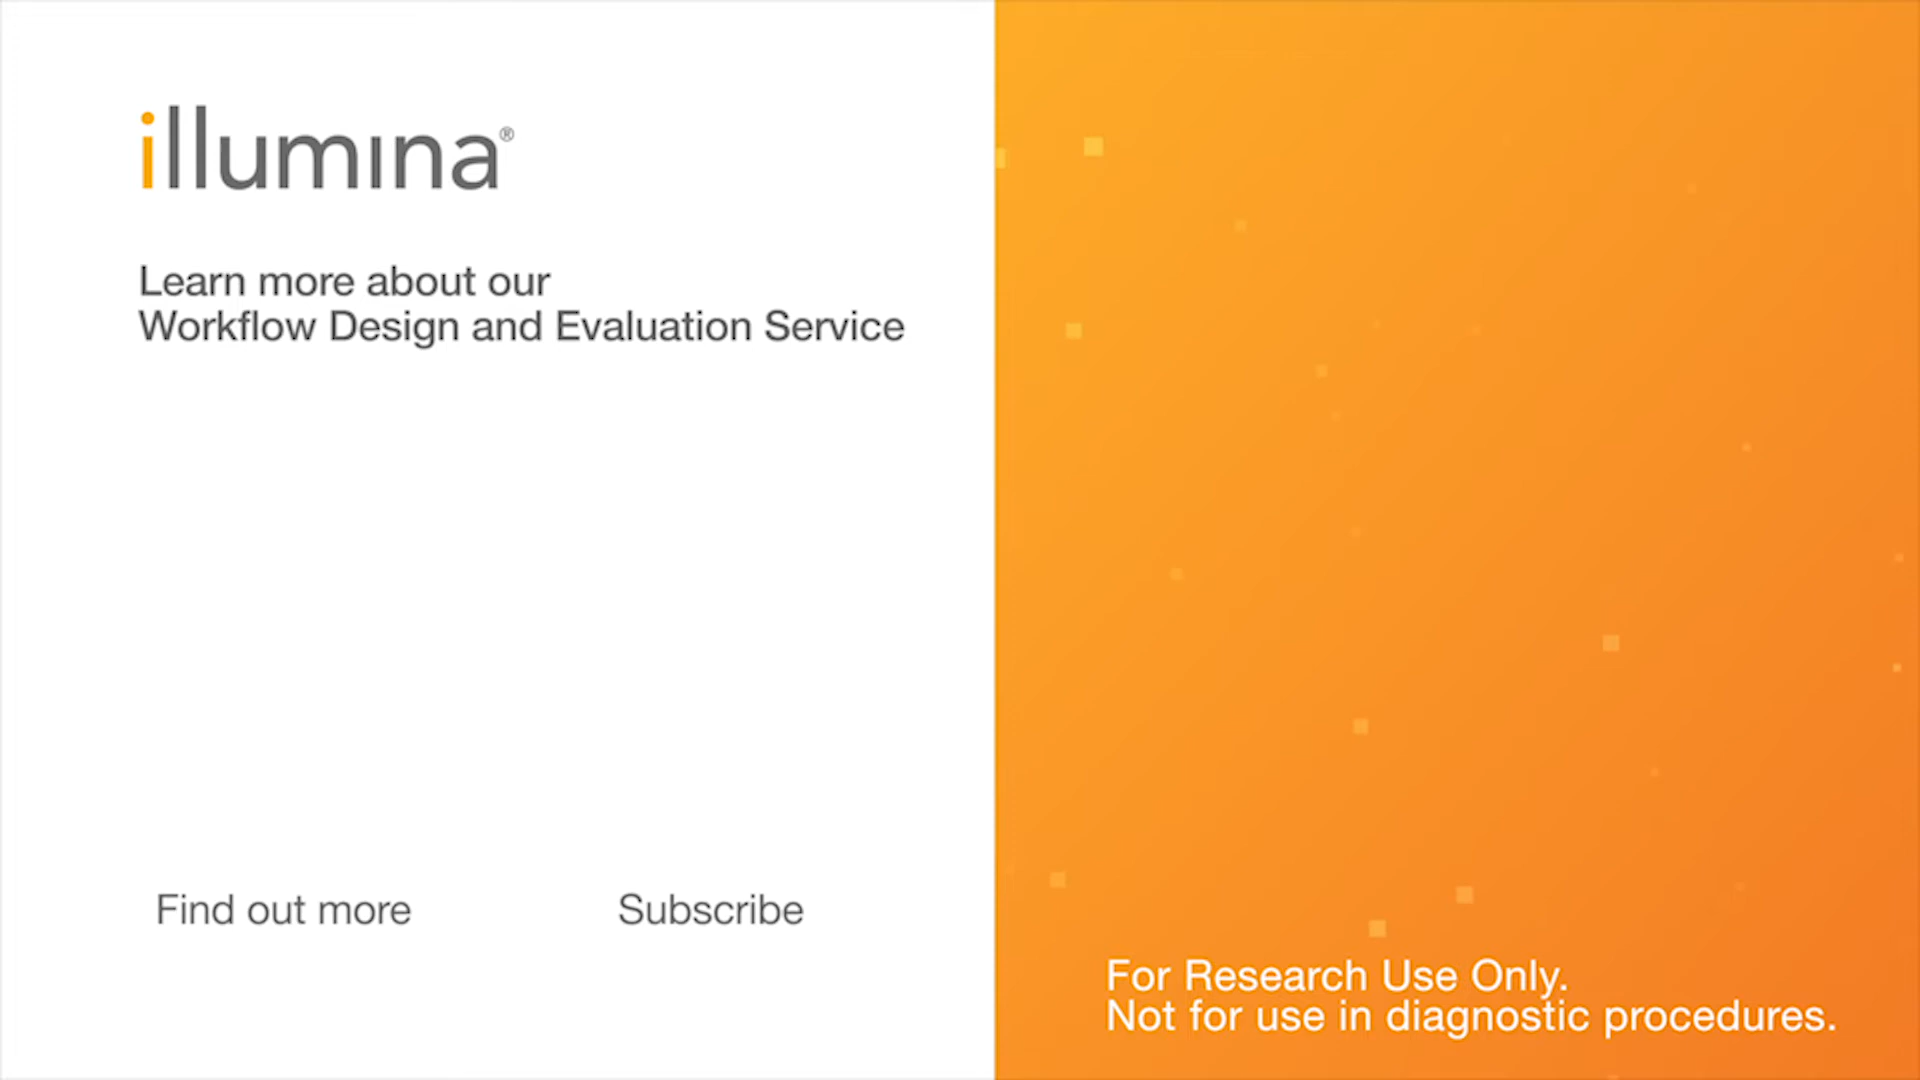 illumina®
Learn more about our
Workflow Design and Evaluation Service
Find out more
Subscribe
For Research Use Only.
Not for use in diagnostic procedures.